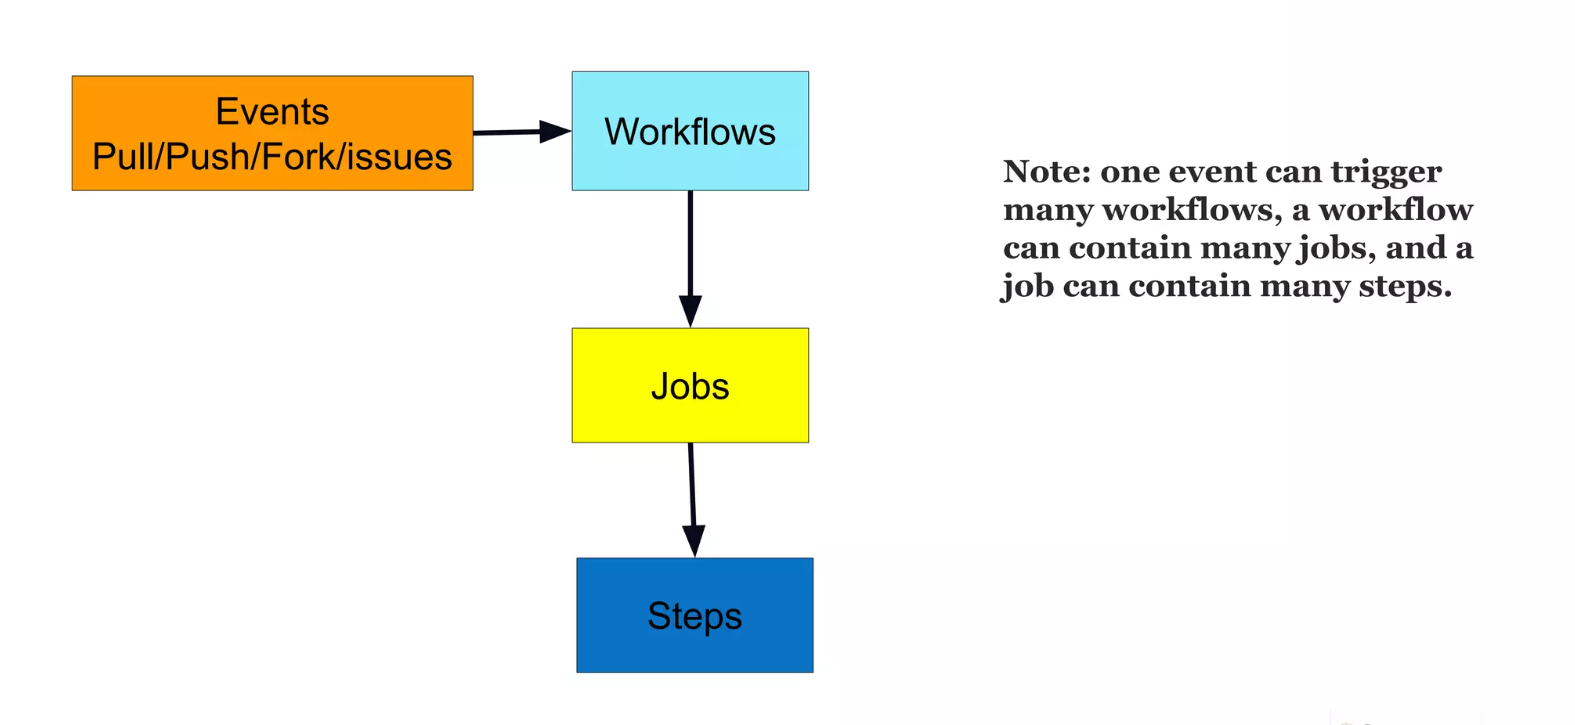 Events
Pull/Push/Fork/issues
Workflows
Note: one event can trigger
many workflows, a workflow
can contain many jobs, and a
job can contain many steps.
Jobs
Steps